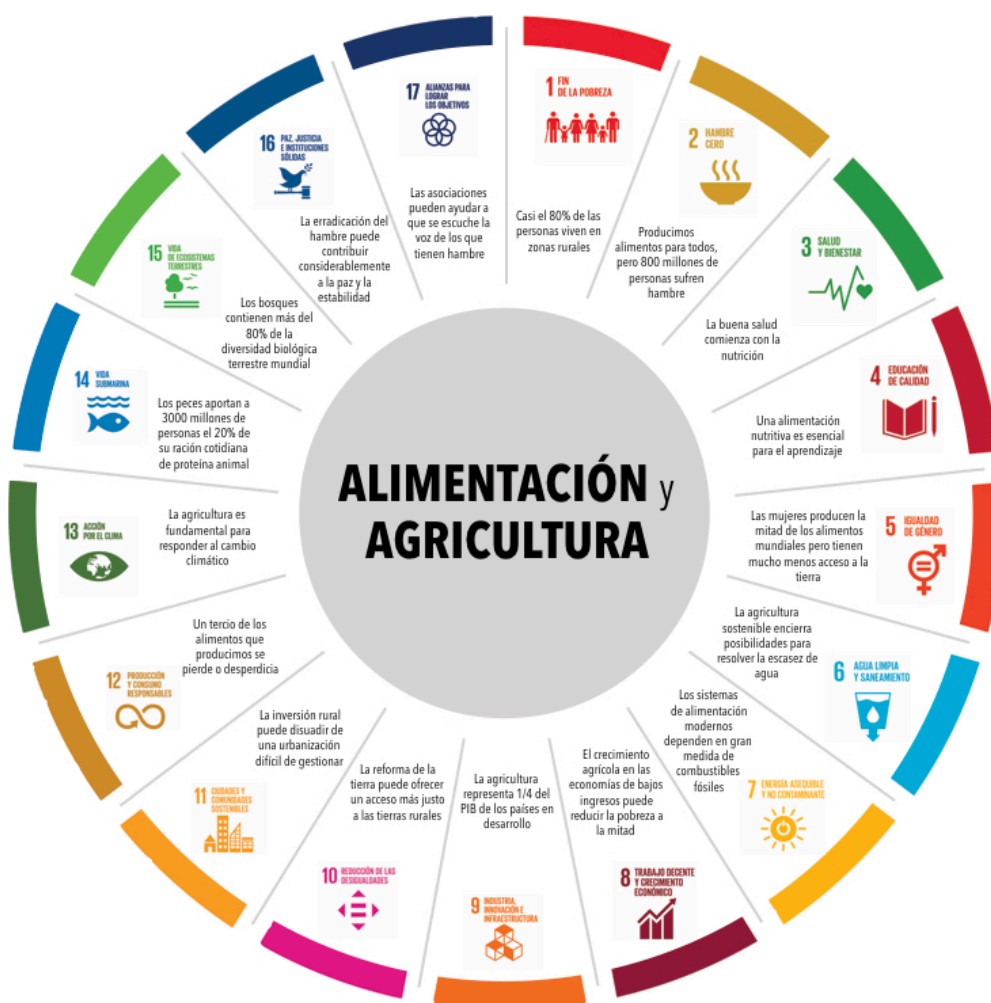 ALIMENTACIÓN y
AGRICULTURA
1 FIN
DE LA POBREZA
Casi el 80% de las
personas viven en
zonas rurales
2 HAMBRE
CERO
Producimos
alimentos para todos,
pero 800 millones de
personas sufren
hambre
3 SALUD
Y BIENESTAR
La buena salud
comienza con la
nutrición
4 EDUCACIÓN
DE CALIDAD
Una alimentación
nutritiva es esencial
para el aprendizaje
5 IGUALDAD
DE GÉNERO
Las mujeres producen la
mitad de los alimentos
mundiales pero tienen
mucho menos acceso a la
tierra
6 AGUA LIMPIA
Y SANEAMIENTO
La agricultura
sostenible encierra
posibilidades para
resolver la escasez de
agua
7 ENERGÍA ASEQUIBLE
Y NO CONTAMINANTE
Los sistemas
de alimentación
modernos
dependen en gran
medida de
combustibles
fósiles
8 TRABAJO DECENTE
Y CRECIMIENTO
ECONÓMICO
El crecimiento
agrícola en las
economías de bajos
ingresos puede
reducir la pobreza a
la mitad
9 INDUSTRIA,
INNOVACIÓN E
INFRAESTRUCTURA
La agricultura
representa 1/4 del
PIB de los países en
desarrollo
10 REDUCCIÓN DE LAS
DESIGUALDADES
La reforma de la
tierra puede ofrecer
un acceso más justo
a las tierras rurales
11 CIUDADES Y
COMUNIDADES
SOSTENIBLES
La inversión rural
puede disuadir de
una urbanización
difícil de gestionar
12 PRODUCCIÓN
Y CONSUMO
RESPONSABLES
Un tercio de los
alimentos que
producimos se
pierde o desperdicia
13 ACCIÓN
POR EL CLIMA
La agricultura es
fundamental para
responder al cambio
climático
14 VIDA
SUBMARINA
Los peces aportan a
3000 millones de
personas el 20% de
su ración cotidiana
de proteína animal
15 VIDA
DE ECOSISTEMAS
TERRESTRES
Los bosques
contienen más del
80% de la
diversidad biológica
terrestre mundial
16 PAZ, JUSTICIA
E INSTITUCIONES
SÓLIDAS
La erradicación del
hambre puede
contribuir
considerablemente
a la paz y la
estabilidad
17 ALIANZAS PARA
LOGRAR
LOS OBJETIVOS
Las asociaciones
pueden ayudar a
que se escuche la
voz de los que
tienen hambre